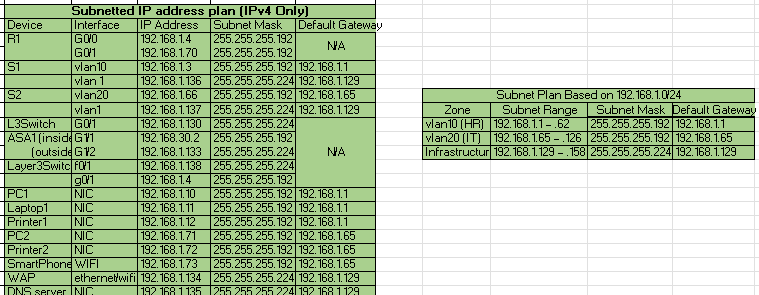 Subnetted IP address plan (IPv4 Only)
Device Interface IP Address Subnet Mask Default Gateway
R1 G0/0 192.168.1.4 255.255.255.192 N/A
G0/1 192.168.1.70 255.255.255.192
S1 vlan10 192.168.1.3 255.255.255.192 192.168.1.1
vlan 1 192.168.1.136 255.255.255.224 192.168.1.129
S2 vlan20 192.168.1.66 255.255.255.192 192.168.1.65
vlan1 192.168.1.137 255.255.255.224 192.168.1.129
L3Switch G0/1 192.168.1.130 255.255.255.224 N/A
ASA1 (inside G1/1 192.168.30.2 255.255.255.192
(outside G1/2 192.168.1.133 255.255.255.224
Layer3Switc f0/1 192.168.1.138 255.255.255.224
g0/1 192.168.1.4 255.255.255.192
PC1 NIC 192.168.1.10 255.255.255.192 192.168.1.1
Laptop1 NIC 192.168.1.11 255.255.255.192 192.168.1.1
Printer1 NIC 192.168.1.12 255.255.255.192 192.168.1.1
PC2 NIC 192.168.1.71 255.255.255.192 192.168.1.65
Printer2 NIC 192.168.1.72 255.255.255.192 192.168.1.65
SmartPhone WIFI 192.168.1.73 255.255.255.192 192.168.1.65
WAP ethernet/wifi 192.168.1.134 255.255.255.224 192.168.1.129
DNS server NIC 192.168.1.135 255.255.255.224 192.168.1.129
Subnet Plan Based on 192.168.1.0/24
Zone Subnet Range Subnet Mask Default Gateway
vlan10 (HR) 192.168.1.1 - .62 255.255.255.192 192.168.1.1
vlan20 (IT) 192.168.1.65 - .126 255.255.255.192 192.168.1.65
Infrastructur 192.168.1.129 - .158 255.255.255.224 192.168.1.129